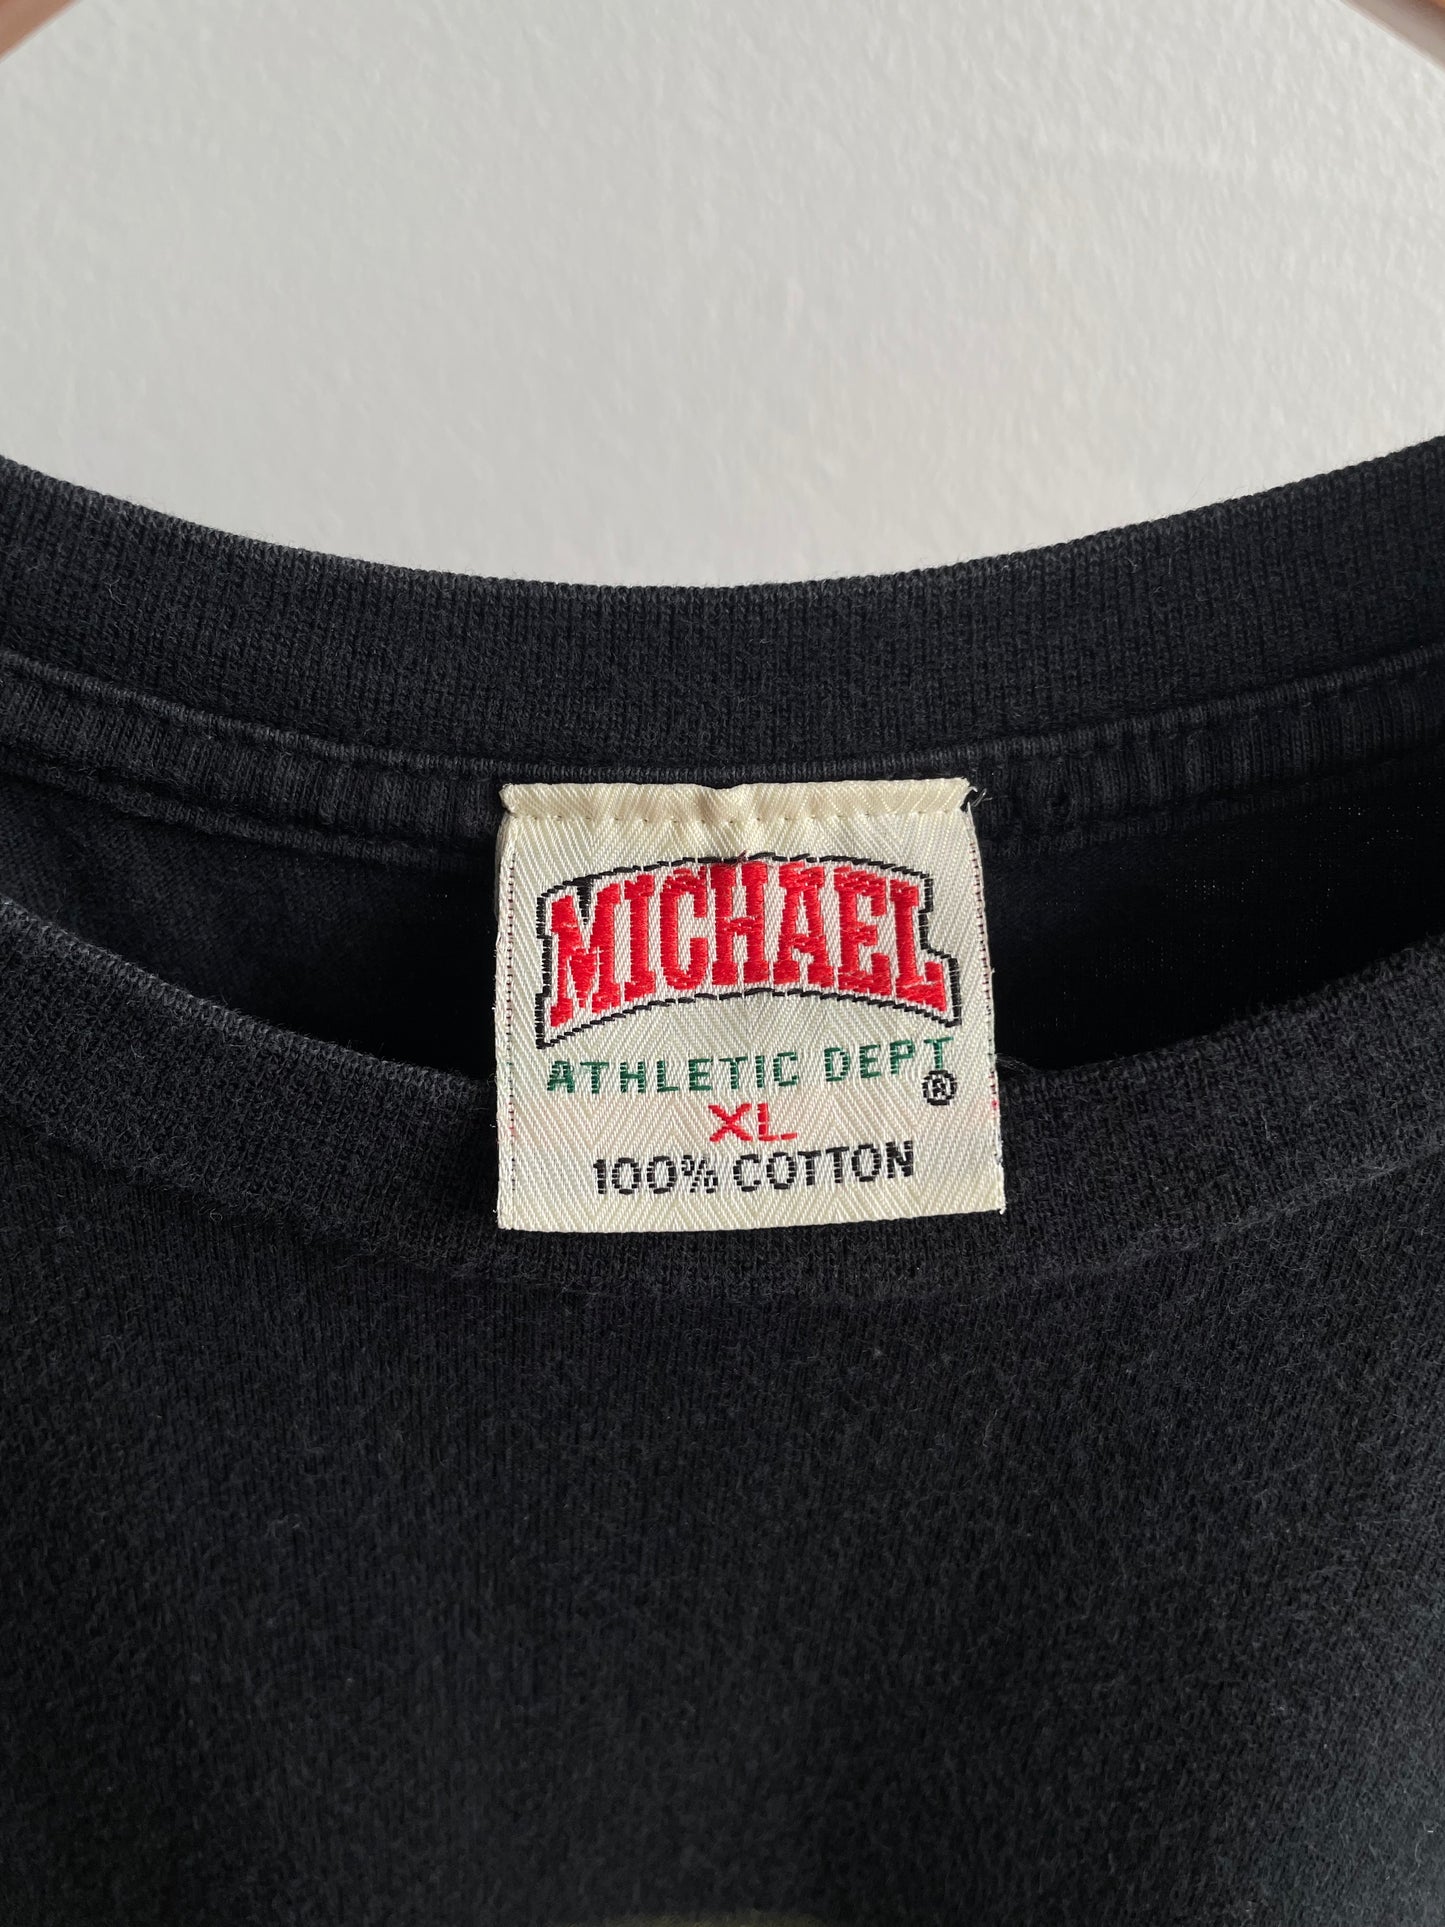 MICHAEL
ATHLETIC DEPT ®
XL
100% COTTON